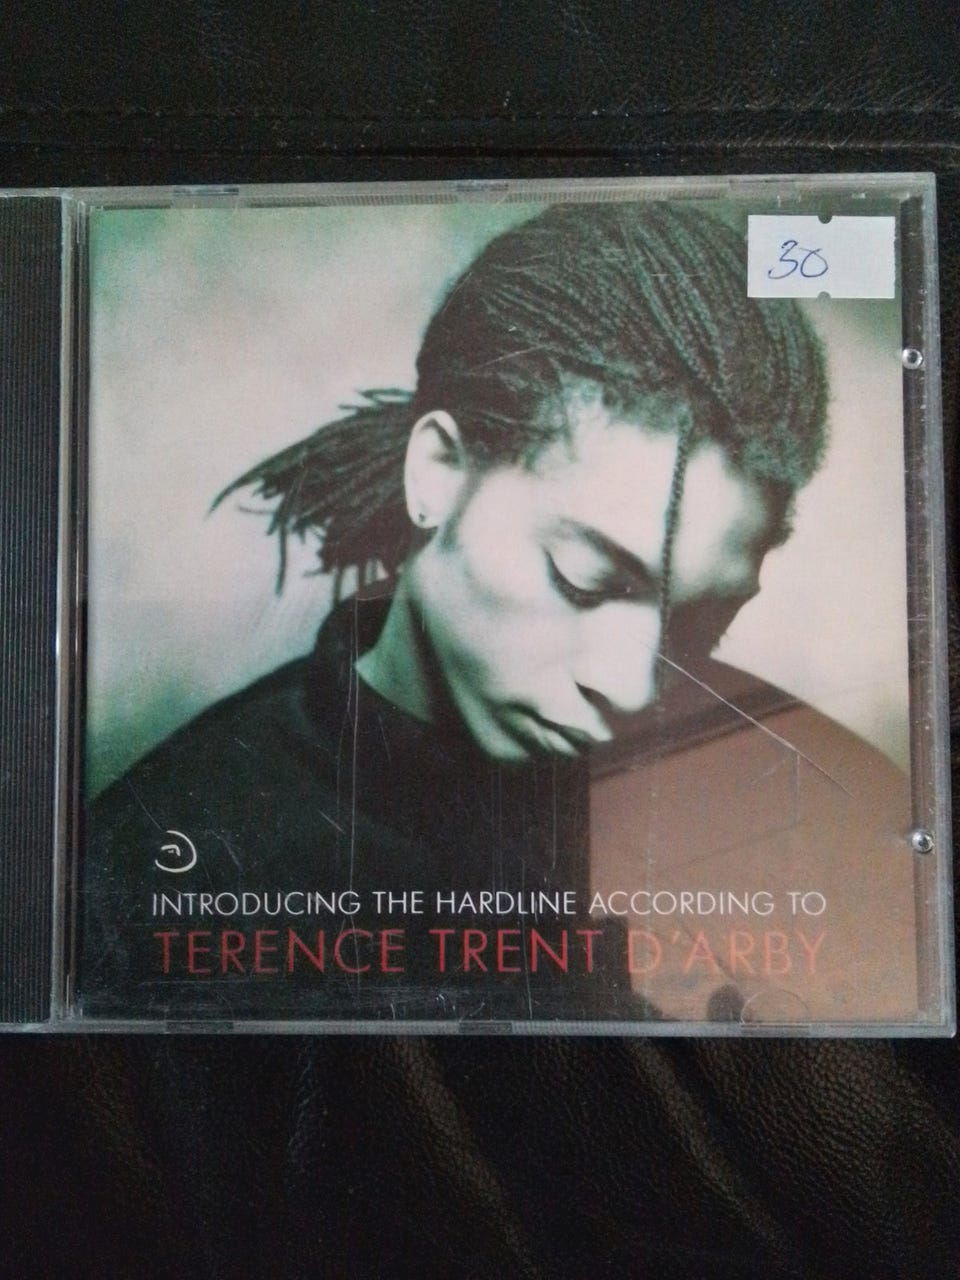 30
INTRODUCING THE HARDLINE ACCORDING TO
TERENCE TRENT D'ARBY